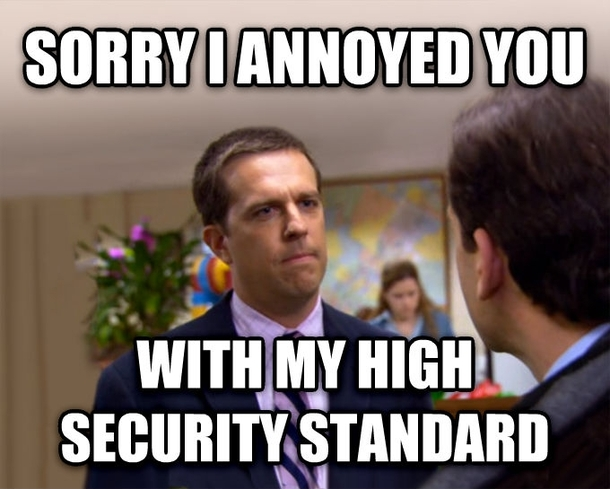 SORRY I ANNOYED YOU
WITH MY HIGH
SECURITY STANDARD